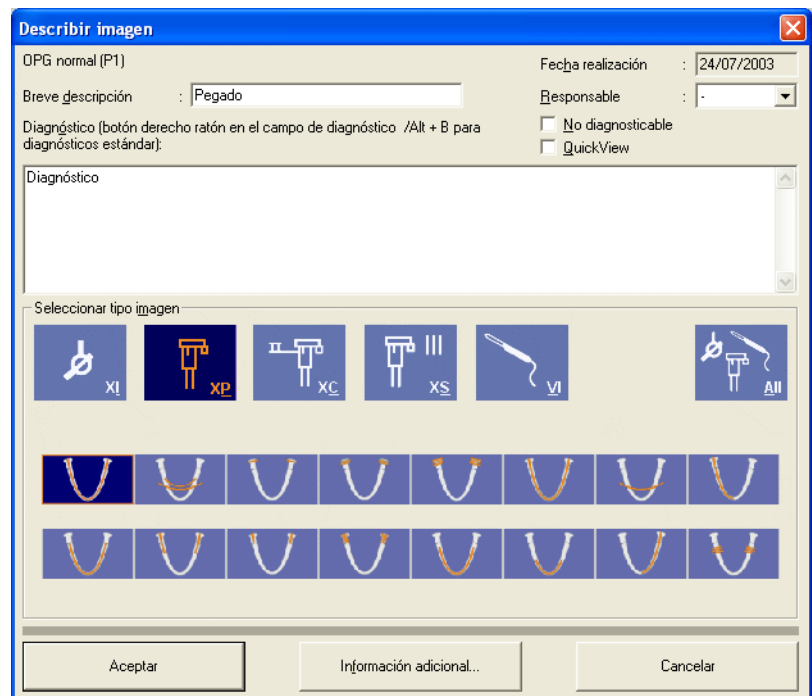 Describir imagen
OPG normal (P1)
Fecha realización : 24/07/2003
Breve descripción : Pegado
Responsable : -
Diagnóstico (botón derecho ratón en el campo de diagnóstico /Alt + B para
diagnósticos estándar):
No diagnosticable
QuickView
Diagnóstico
Seleccionar tipo imagen
XI
XP
XC
XS
VI
All
Aceptar
Información adicional...
Cancelar